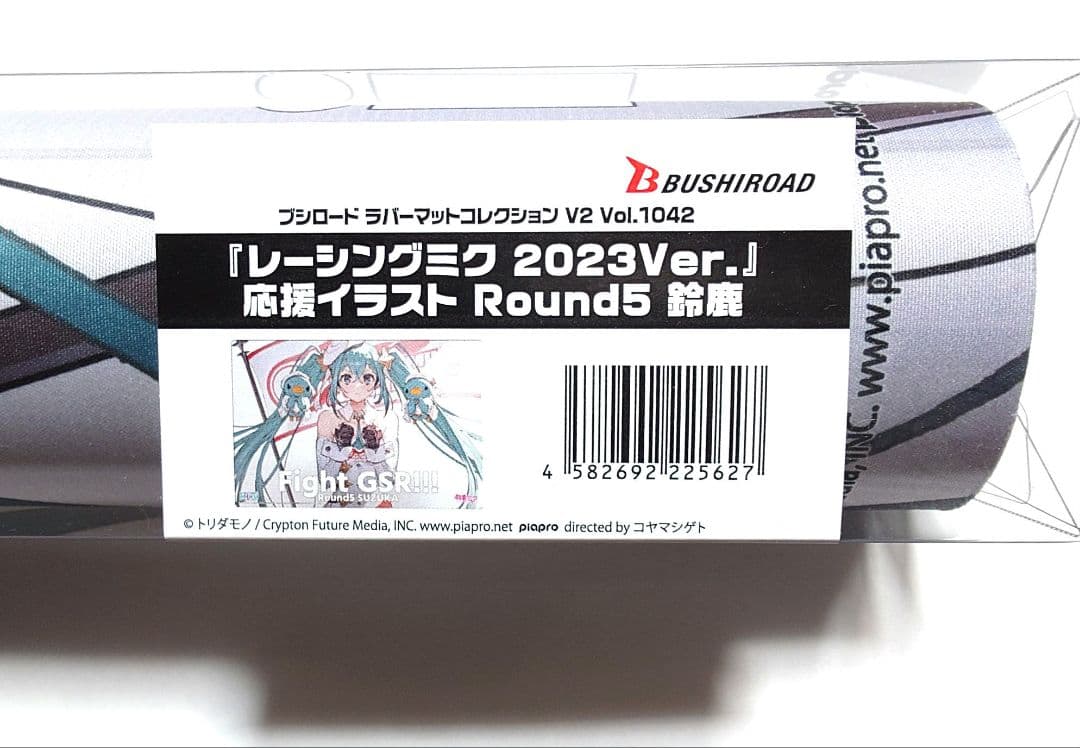 BUSHIROAD
ブシロード ラバーマットコレクション V2 Vol.1042
『レーシングミク 2023Ver.』
応援イラスト Round5 鈴鹿
Fight GSR!!!
Round5 SUZUKA
4 582692 225627
© トリダモノ / Crypton Future Media, INC. www.piapro.net piapro directed by コヤマシゲト
INC.. www.piapro.net